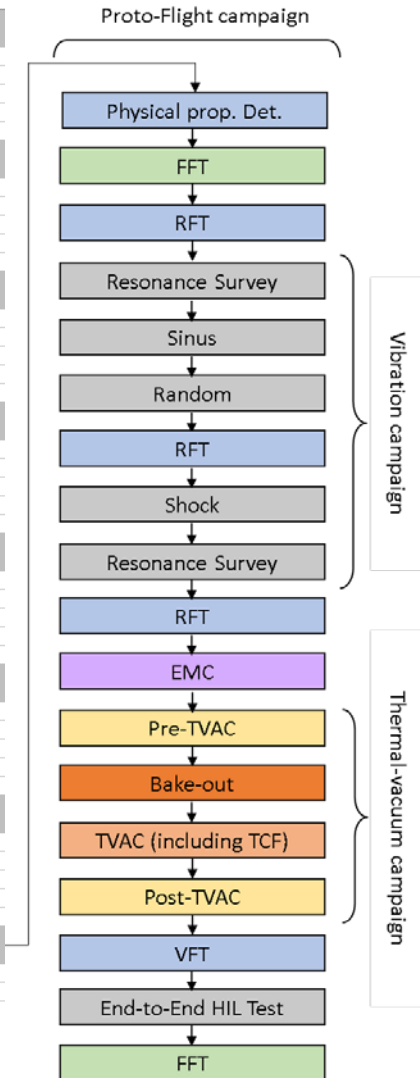 Proto-Flight campaign
Physical prop. Det.
FFT
RFT
Resonance Survey
Sinus
Random
RFT
Shock
Resonance Survey
Vibration campaign
RFT
EMC
Pre-TVAC
Bake-out
TVAC (including TCF)
Post-TVAC
Thermal-vacuum campaign
VFT
End-to-End HIL Test
FFT